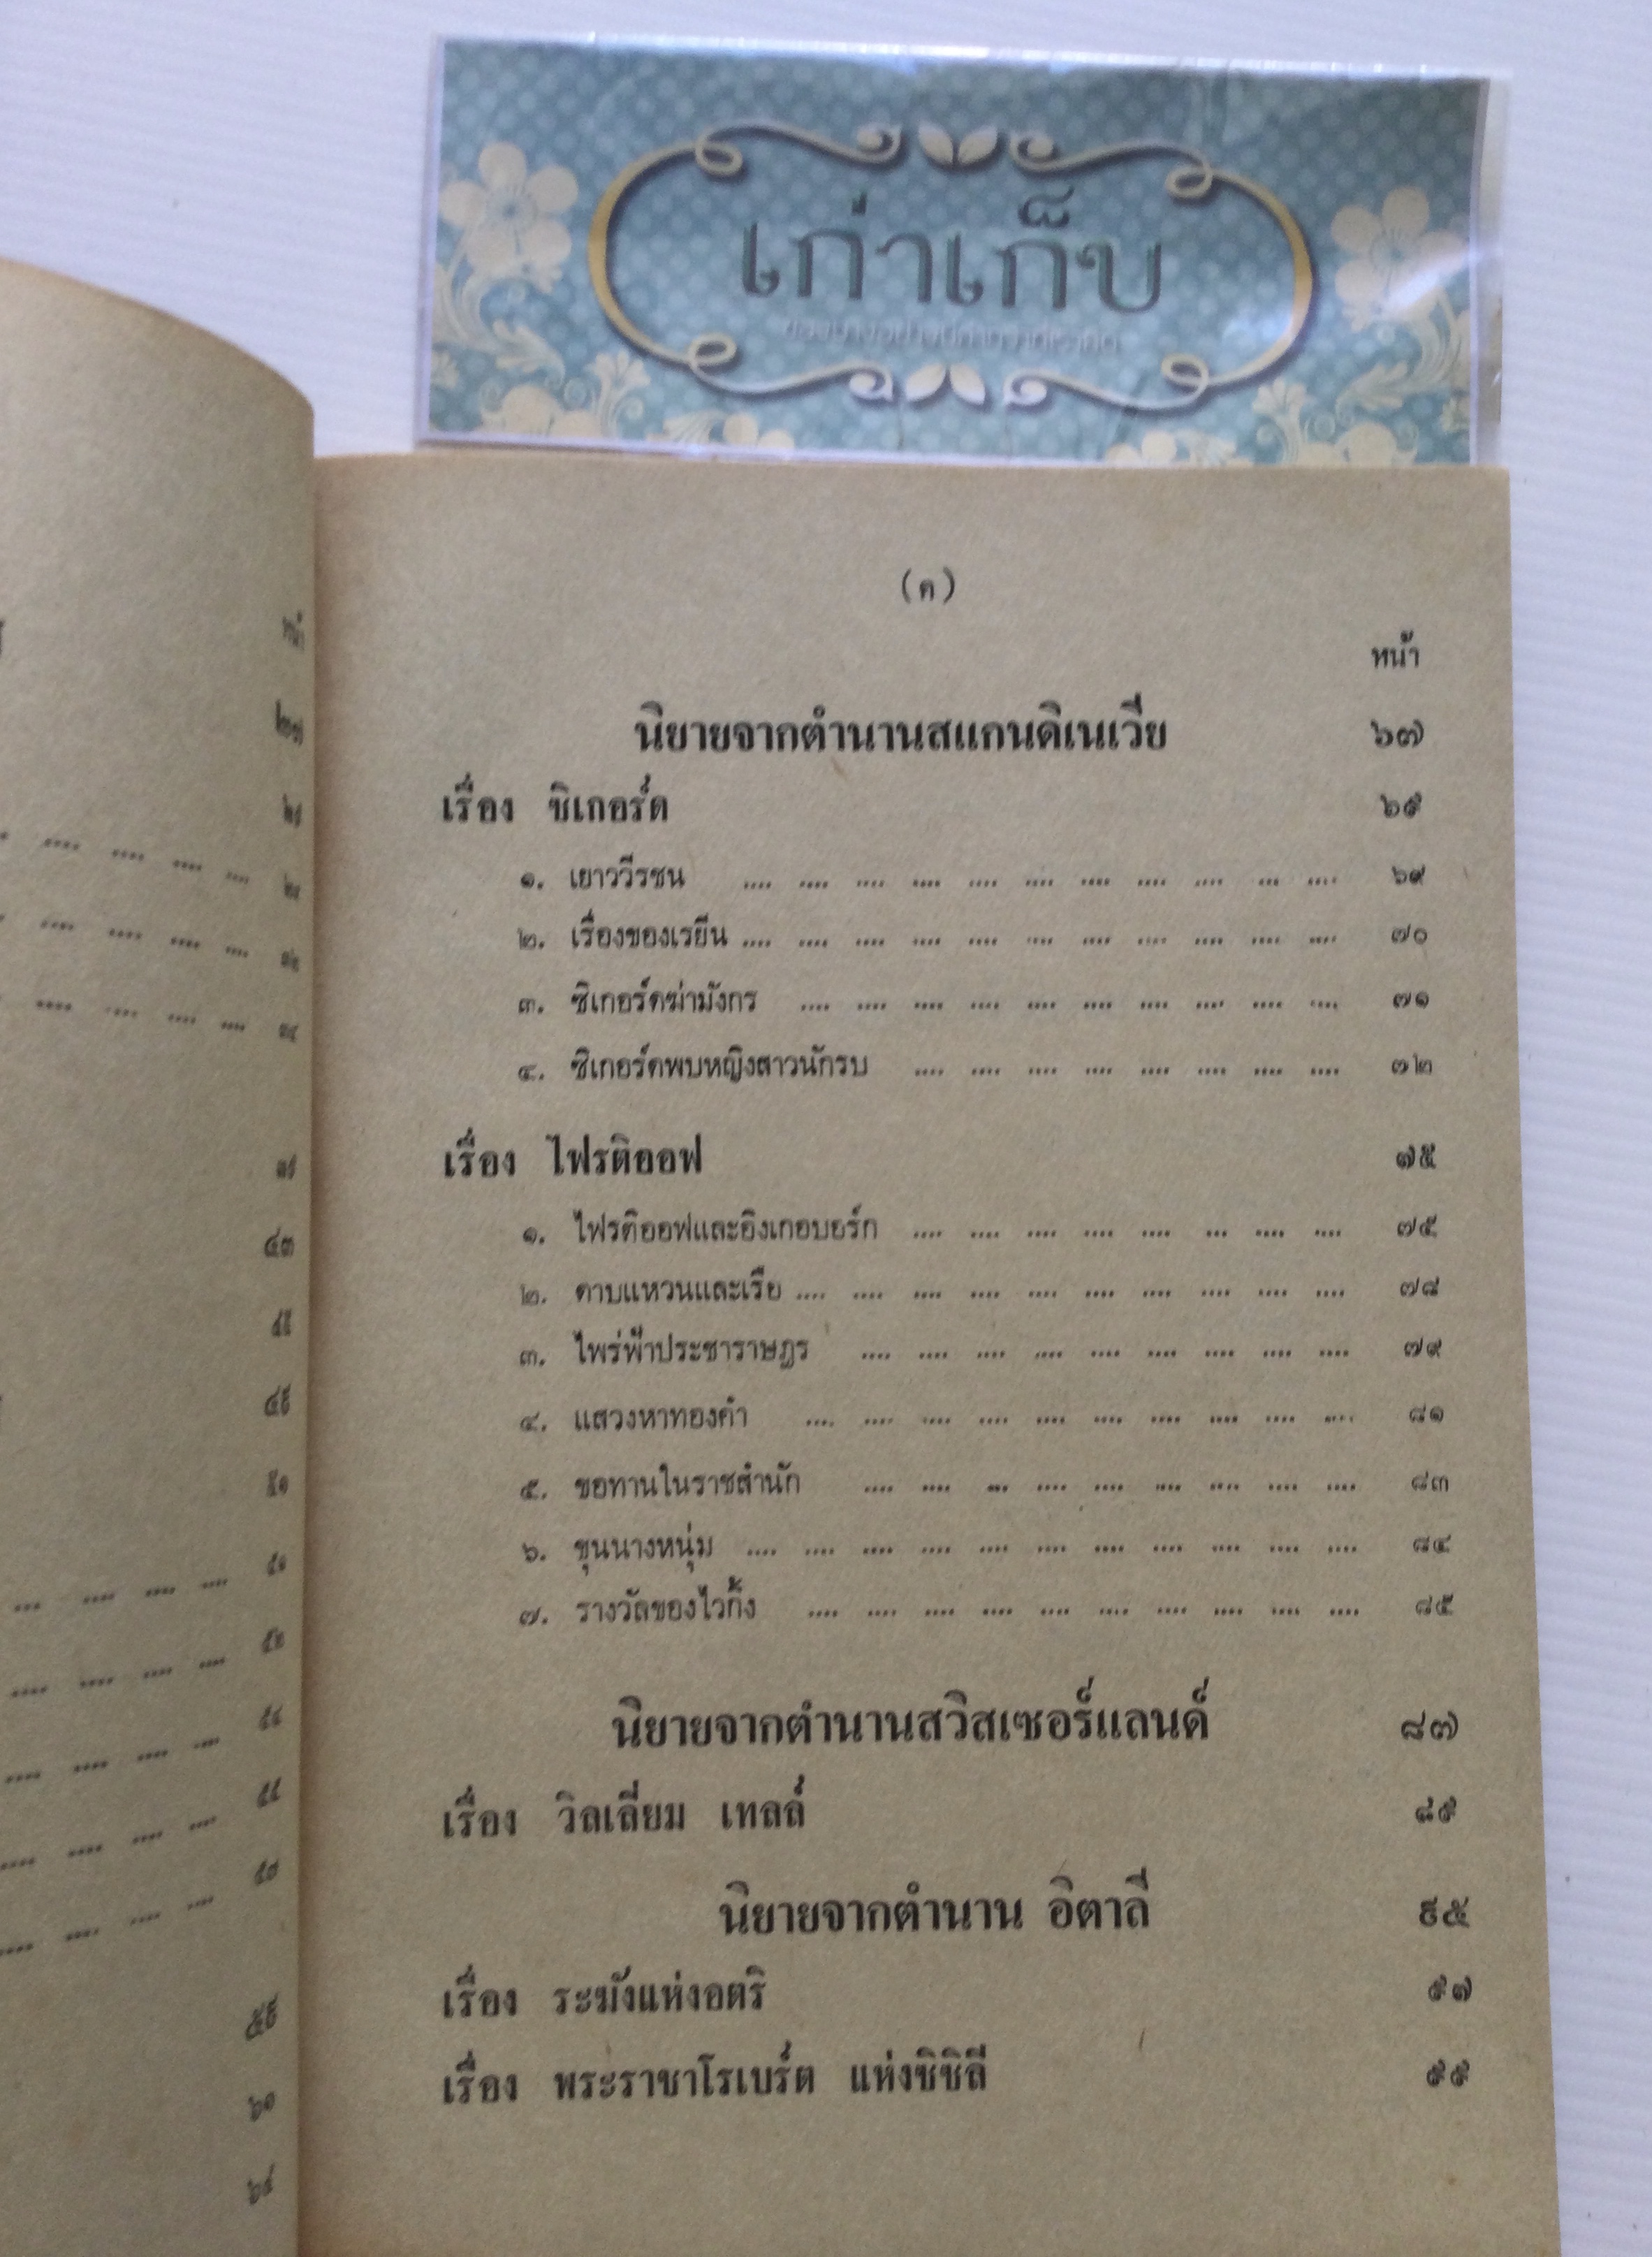 เก่าเก็บ
(ค)
หน้า
นิยายจากตำนานสแกนดิเนเวีย ๖๗
เรื่อง ซิเกอร์ด ๖๙
๑. เยาววีรชน .... .... .... .... .... .... .... .... .... ... .... ๖๙
๒. เรื่องของเรยีน .... .... .... .... .... .... .... .... .... .... .... ๗๐
๓. ซิเกอร์ดฆ่ามังกร .... .... .... .... .... .... .... .... .... .... ๗๑
๔. ซิเกอร์ดพบหญิงสาวนักรบ .... .... .... .... .... .... .... .... ๗๒
เรื่อง ไฟรติออฟ ๗๕
๑. ไฟรติออฟและอิงเกอบอร์ก .... .... .... .... .... ... .... .... ๗๕
๒. ดาบแหวนและเรือ .... .... .... .... .... .... .... .... .... .... ๗๘
๓. ไพร่ฟ้าประชาราษฎร .... .... .... .... .... .... .... .... .... ๗๙
๔. แสวงหาทองคำ .... .... .... .... .... .... .... .... .... .... ๘๑
๕. ขอทานในราชสำนัก .... .... ... .... .... .... .... .... .... ๘๓
๖. ขุนนางหนุ่ม .... .... .... .... .... .... .... .... .... .... .... ๘๔
๗. รางวัลของไวกิ้ง .... .... .... .... .... .... .... .... .... .... ๘๕
นิยายจากตำนานสวิสเซอร์แลนด์ ๘๗
เรื่อง วิลเลี่ยม เทลล์ ๘๙
นิยายจากตำนาน อิตาลี ๙๕
เรื่อง ระฆังแห่งอตริ ๙๗
เรื่อง พระราชาโรเบร์ต แห่งซิซิลี ๙๙